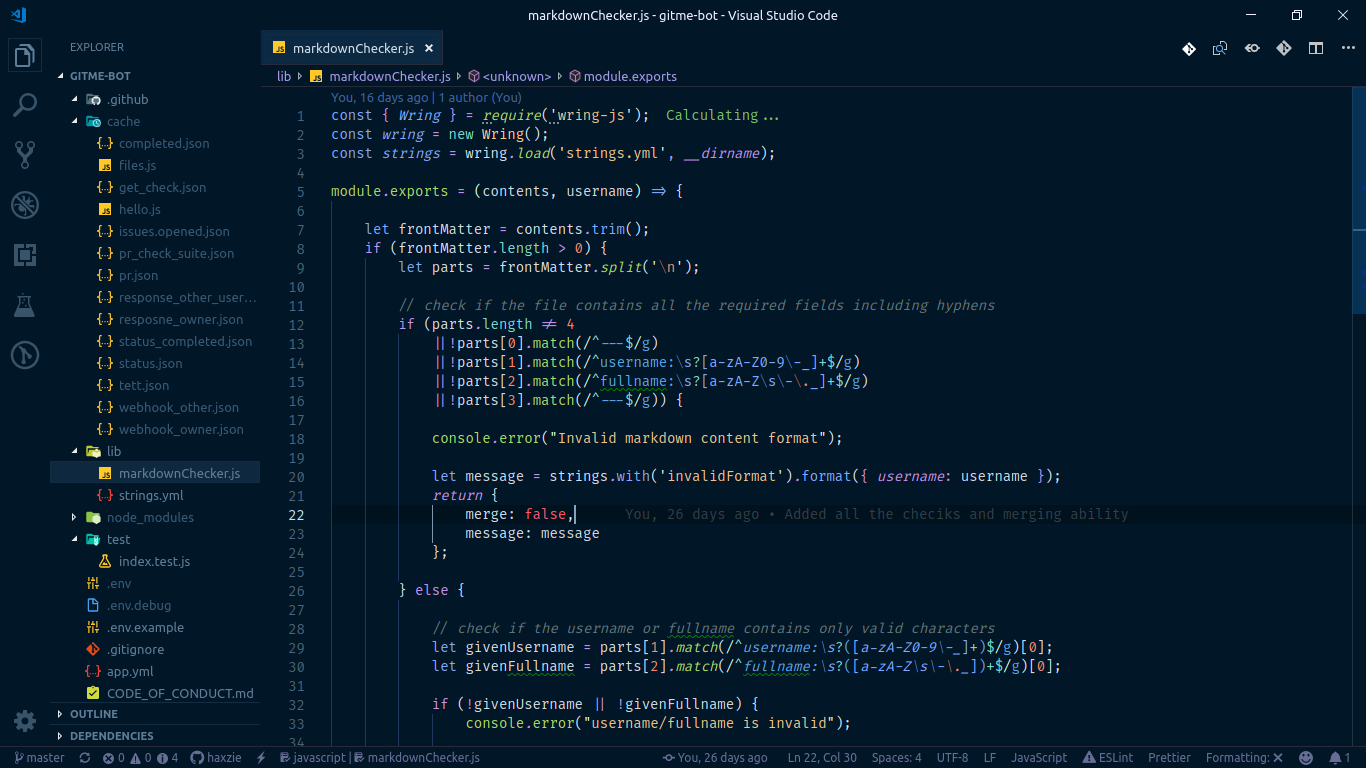 markdownChecker.js - gitme-bot - Visual Studio Code
EXPLORER
GITME-BOT
.github
cache
completed.json
files.js
get_check.json
hello.js
issues.opened.json
pr_check_suite.json
pr.json
response_other_user...
resposne_owner.json
status_completed.json
status.json
tett.json
webhook_other.json
webhook_owner.json
lib
markdownChecker.js
strings.yml
node_modules
test
index.test.js
.env
.env.debug
.env.example
.gitignore
app.yml
CODE_OF_CONDUCT.md
OUTLINE
DEPENDENCIES
markdownChecker.js
lib markdownChecker.js <unknown> module.exports
You, 16 days ago | 1 author (You)
1 const { Wring } = require('wring-js'); Calculating...
2 const wring = new Wring();
3 const strings = wring.load('strings.yml', __dirname);
4
5 module.exports = (contents, username) => {
6
7 let frontMatter = contents.trim();
8 if (frontMatter.length > 0) {
9 let parts = frontMatter.split('\n');
10
11 // check if the file contains all the required fields including hyphens
12 if (parts.length != 4
13 ||!parts[0].match(/^---$/g)
14 ||!parts[1].match(/^username:\s?[a-zA-Z0-9\-_]+$/g)
15 ||!parts[2].match(/^fullname:\s?[a-zA-Z\s\-\._]+$/g)
16 ||!parts[3].match(/^---$/g)) {
17
18 console.error("Invalid markdown content format");
19
20 let message = strings.with('invalidFormat').format({ username: username });
21 return {
22 merge: false, You, 26 days ago • Added all the checiks and merging ability
23 message: message
24 };
25
26 } else {
27
28 // check if the username or fullname contains only valid characters
29 let givenUsername = parts[1].match(/^username:\s?([a-zA-Z0-9\-_]+)$/g)[0];
30 let givenFullname = parts[2].match(/^fullname:\s?([a-zA-Z\s\-\._])+$/g)[0];
31
32 if (!givenUsername || !givenFullname) {
33 console.error("username/fullname is invalid");
34
master 0 0 4 haxzie javascript | markdownChecker.js You, 26 days ago Ln 22, Col 30 Spaces: 4 UTF-8 LF JavaScript ESLint Prettier Formatting: ✕ 1